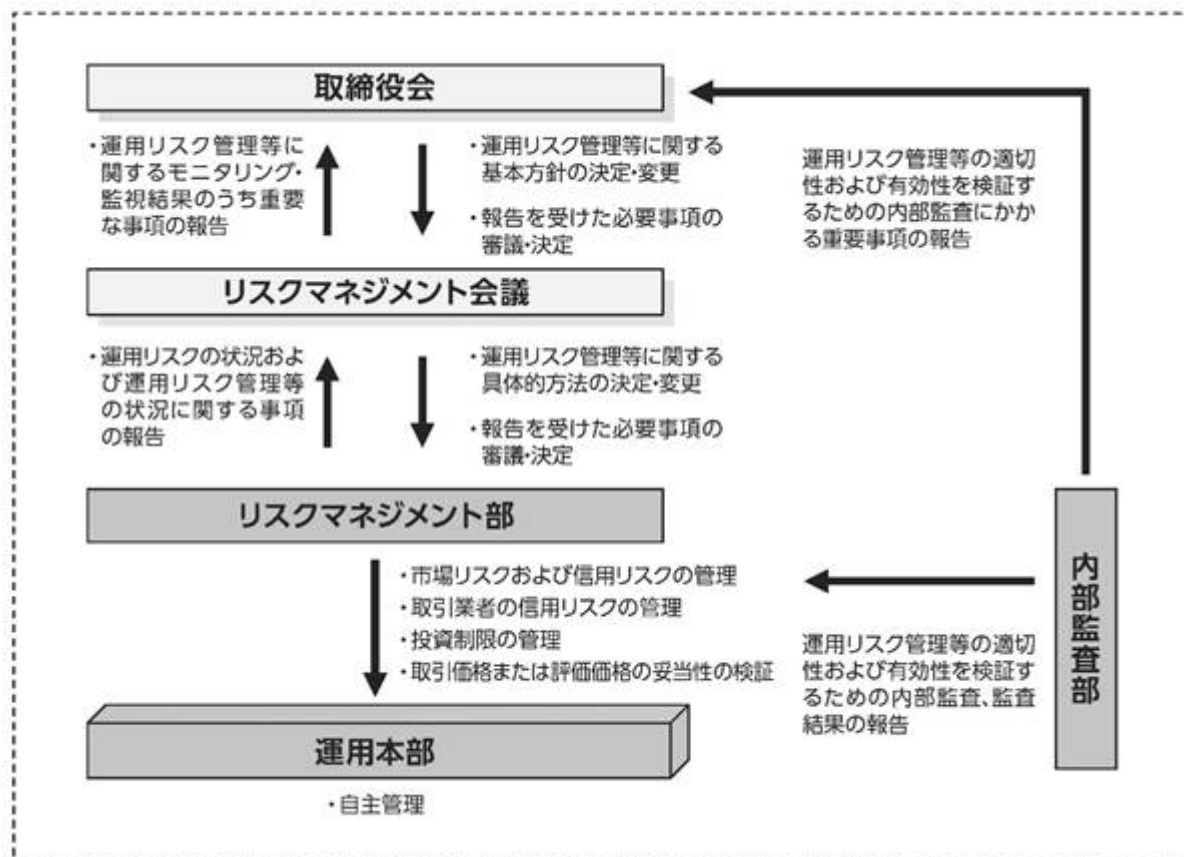 取締役会
・運用リスク管理等に
関するモニタリング・
監視結果のうち重要
な事項の報告
・運用リスク管理等に関する
基本方針の決定・変更
・報告を受けた必要事項の
審議・決定
運用リスク管理等の適切
性および有効性を検証す
るための内部監査にかか
る重要事項の報告
リスクマネジメント会議
・運用リスクの状況およ
び運用リスク管理等
の状況に関する事項
の報告
・運用リスク管理等に関する
具体的方法の決定・変更
・報告を受けた必要事項の
審議・決定
リスクマネジメント部
・市場リスクおよび信用リスクの管理
・取引業者の信用リスクの管理
・投資制限の管理
・取引価格または評価価格の妥当性の検証
内部監査部
運用リスク管理等の適切
性および有効性を検証す
るための内部監査、監査
結果の報告
運用本部
・自主管理